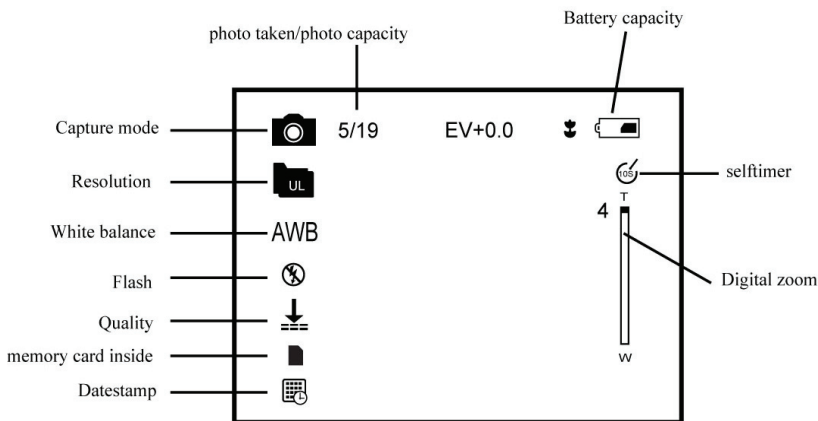 Battery capacity
photo taken/photo capacity
Capture mode
5/19
EV+0.0
Resolution
UL
10S
selftimer
T
White balance
AWB
4
Flash
Digital zoom
Quality
memory card inside
W
Datestamp